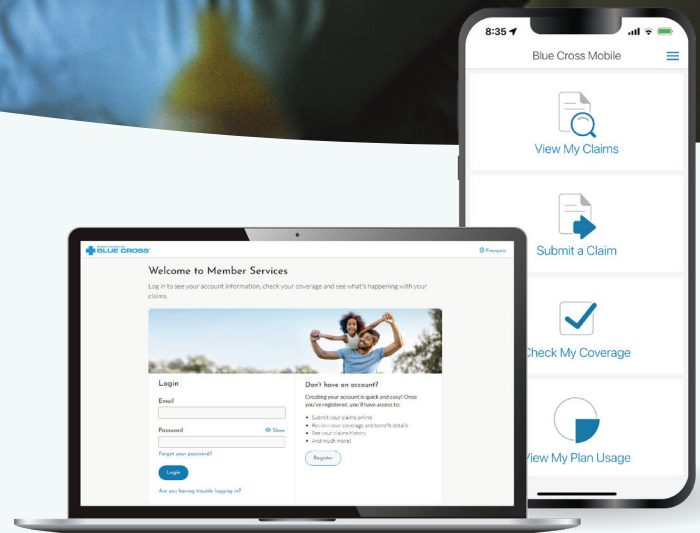 8:35
Blue Cross Mobile
View My Claims
Submit a Claim
Check My Coverage
View My Plan Usage
BLUE CROSS
Français
Welcome to Member Services
Log in to see your account information, check your coverage and see what's happening with your
claims.
Login
Email
Password
Show
Forgot your password?
Login
Are you having trouble logging in?
Don't have an account?
Creating your account is quick and easy! Once
you've registered, you'll have access to:
• Submit your claims online
• Review your coverage and benefit details
• See your claims history
• And much more!
Register